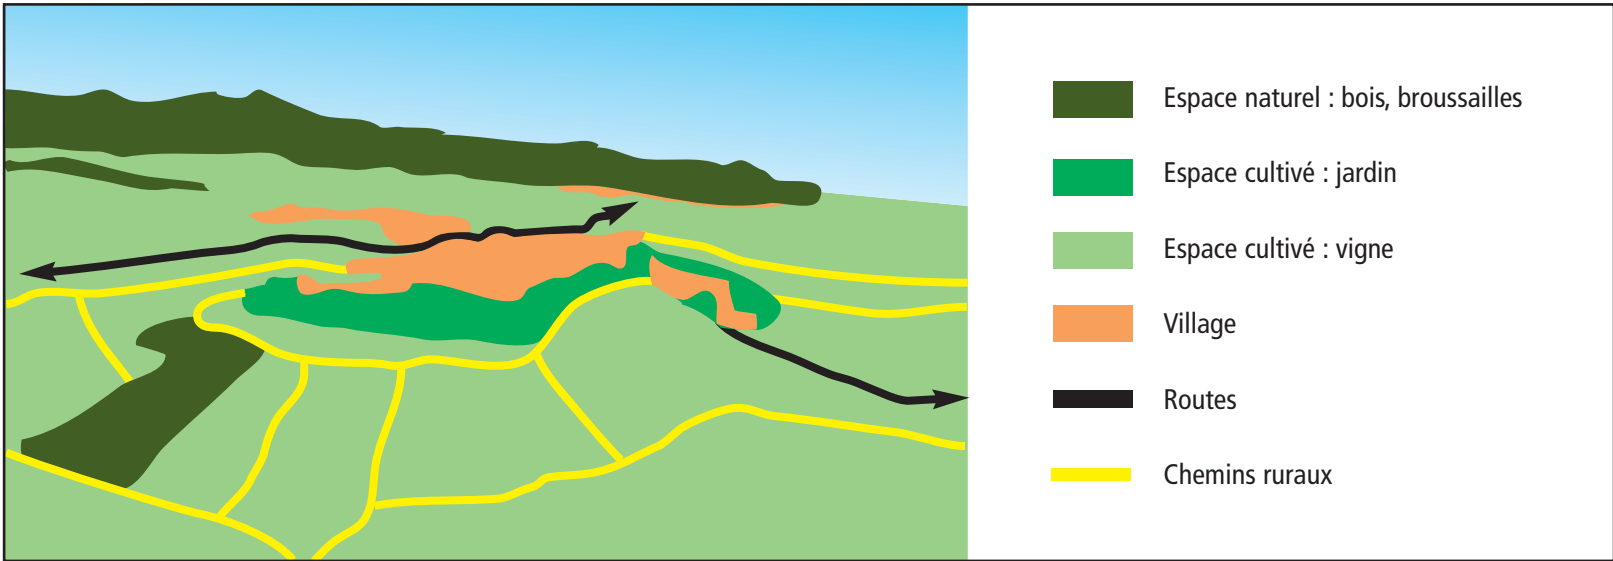 Espace naturel : bois, broussailles
Espace cultivé : jardin
Espace cultivé : vigne
Village
Routes
Chemins ruraux